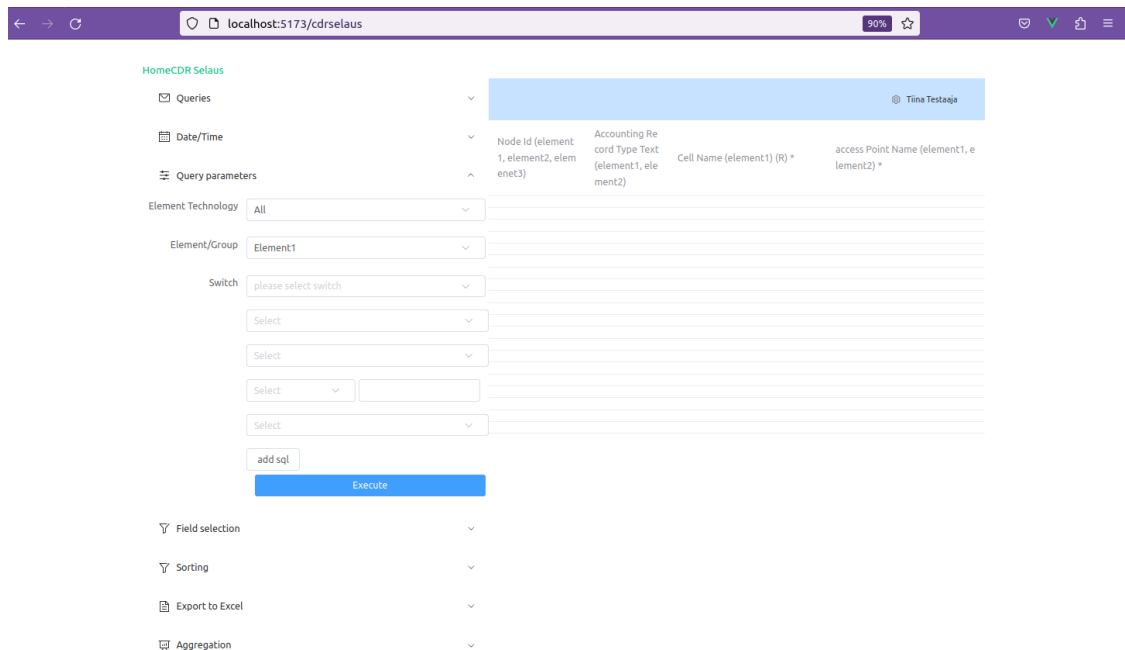 localhost:5173/cdrselaus
90%
HomeCDR Selaus
Queries
Tiina Testaaja
Date/Time
Node Id (element
1, element2, elem
enet3)
Accounting Re
cord Type Text
(element1, ele
ment2)
Cell Name (element1) (R) *
access Point Name (element1, e
lement2) *
Query parameters
Element Technology All
Element/Group Element1
Switch please select switch
Select
Select
Select
Select
add sql
Execute
Field selection
Sorting
Export to Excel
Aggregation